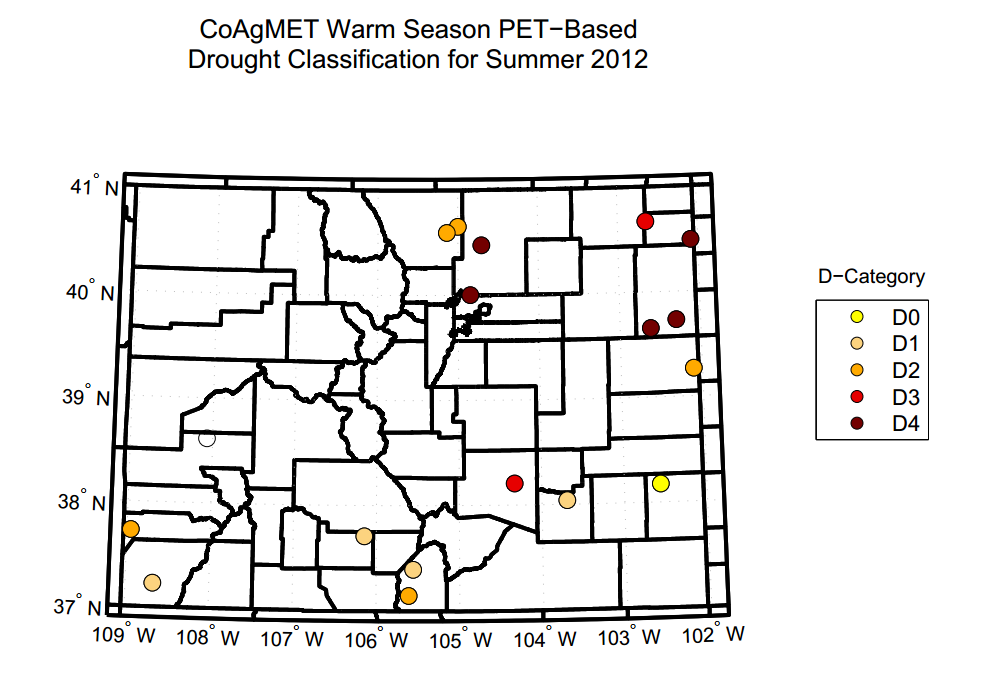 CoAgMET Warm Season PET−Based
Drought Classification for Summer 2012
41° N
40° N
39° N
38° N
37° N
109° W
108° W
107° W
106° W
105° W
104° W
103° W
102° W
D−Category
D0
D1
D2
D3
D4